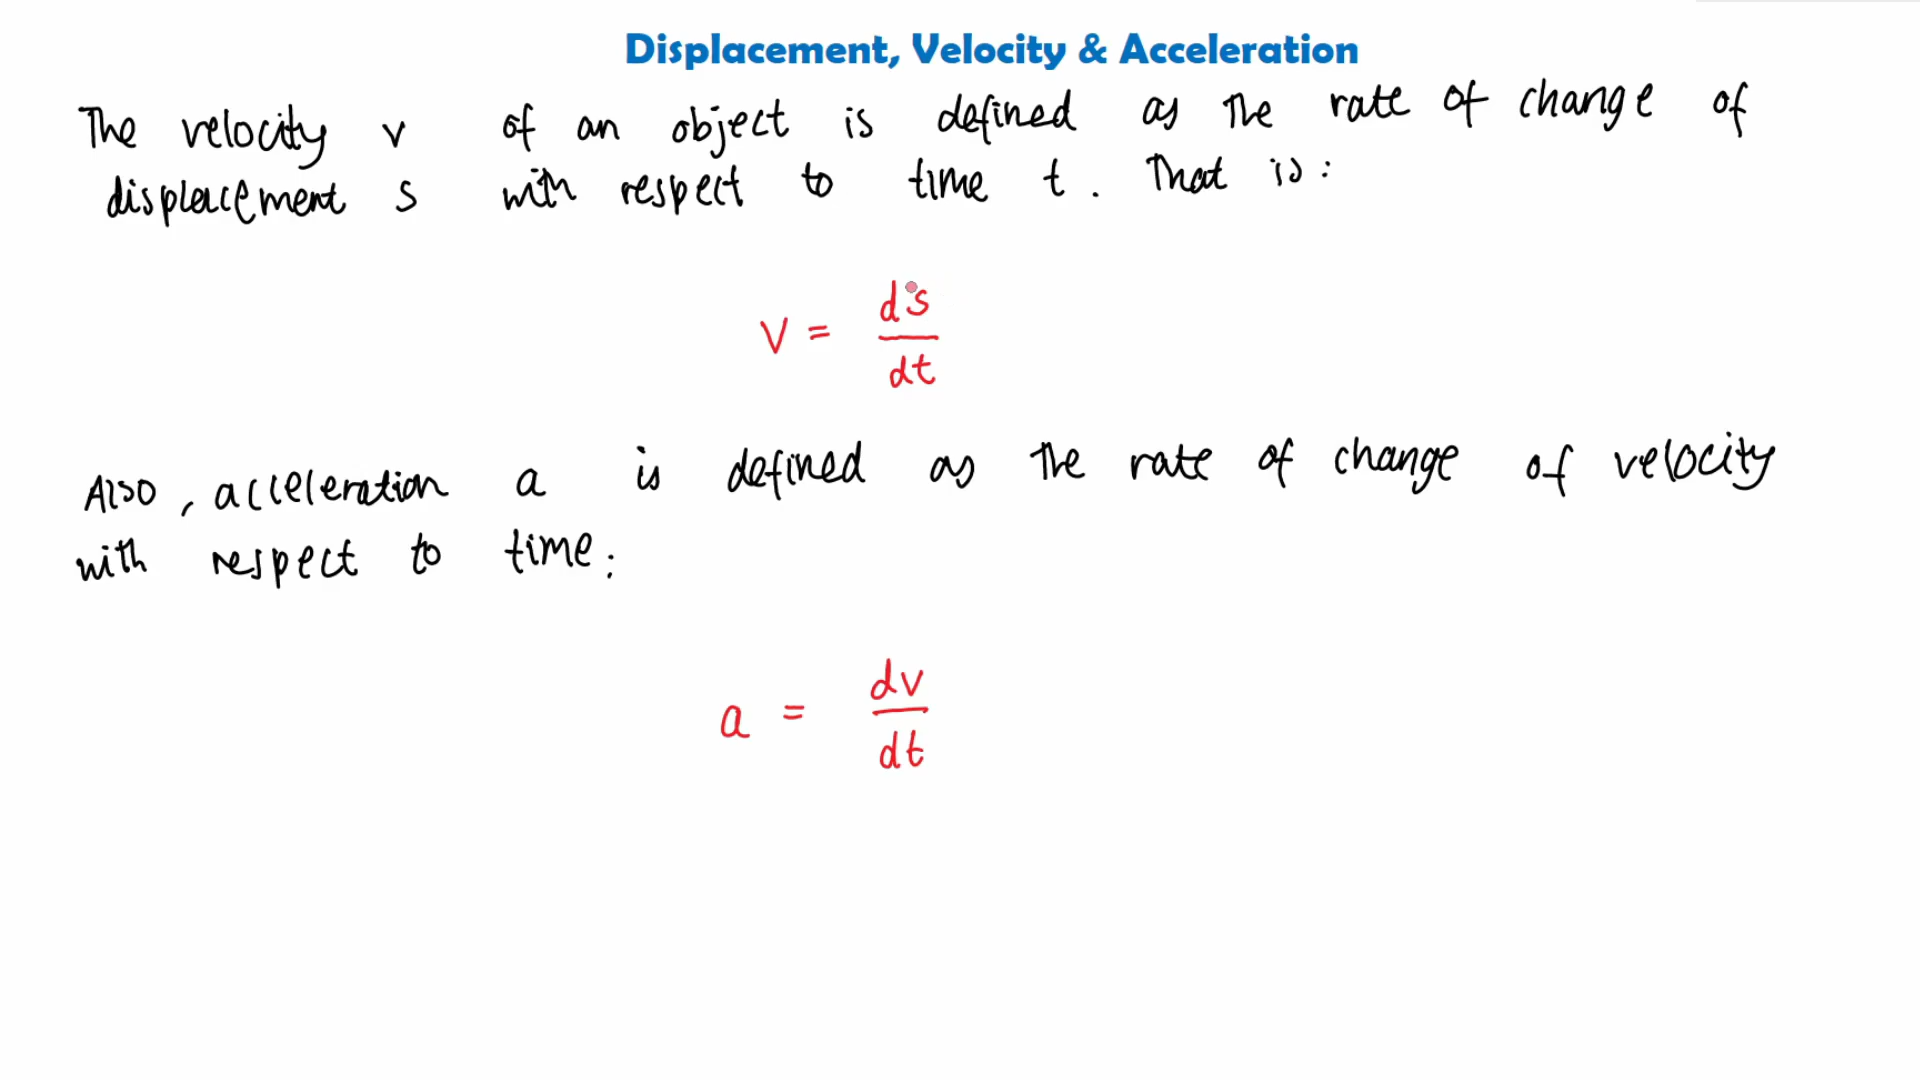 Displacement, Velocity & Acceleration
The velocity v of an object is defined as the rate of change of
displacement s with respect to time t. That is:
v = ds/dt
Also, acceleration a is defined as the rate of change of velocity
with respect to time:
a = dv/dt